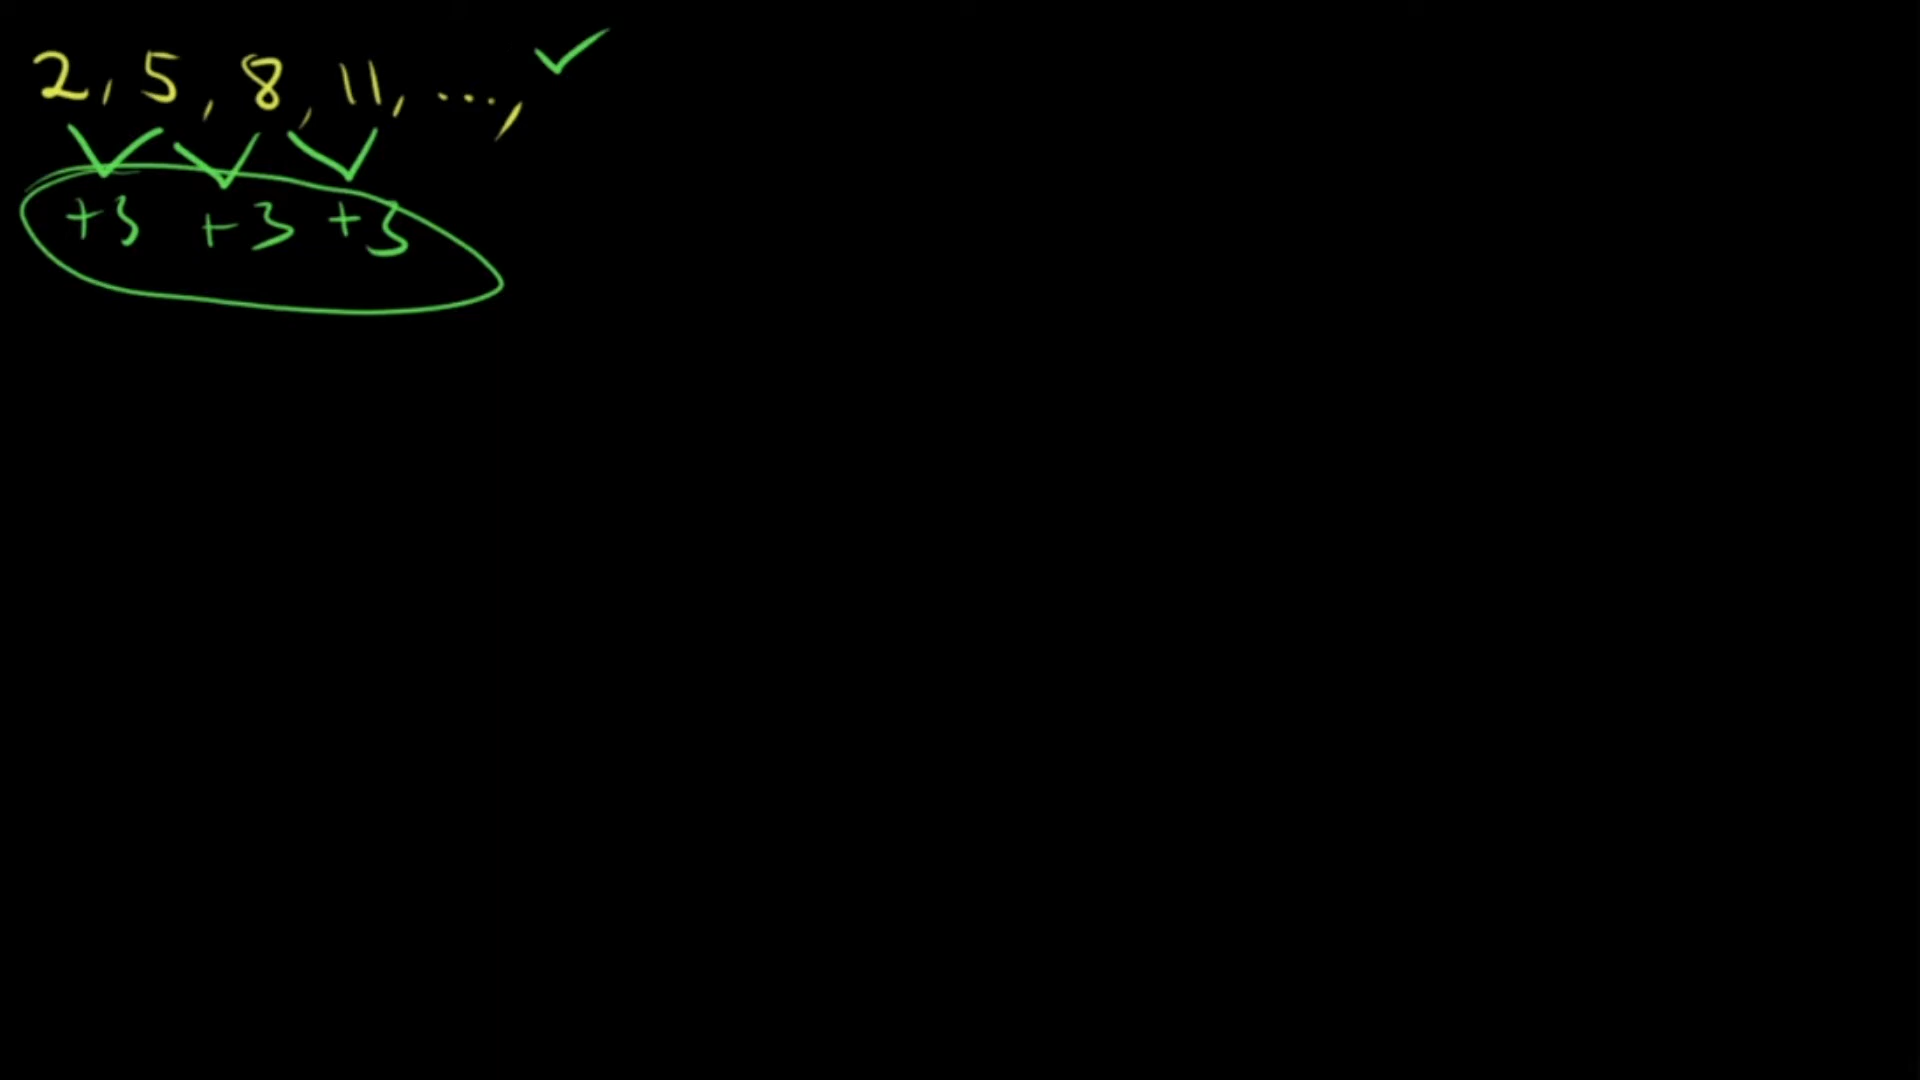 2, 5, 8, 11, ..., ✓
+3 +3 +3